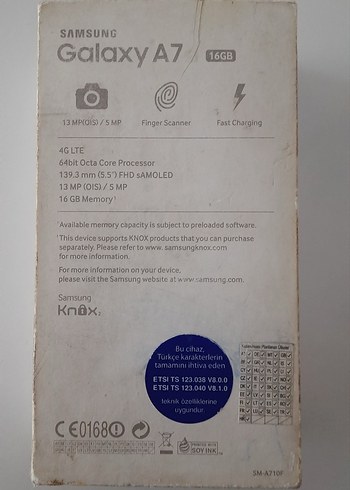 SAMSUNG
Galaxy A7 16GB
13 MP(OIS) / 5 MP Finger Scanner Fast Charging
4G LTE
64bit Octa Core Processor
139.3 mm (5.5") FHD sAMOLED
13 MP (OIS) / 5 MP
16 GB Memory¹
¹Available memory capacity is subject to preloaded software.
This device supports KNOX products that you can purchase
separately. Please refer to www.samsungknox.com
for more information.
For more information on your device,
please visit the Samsung website at www.samsung.com.
Samsung
Knox
Bu cihaz,
Türkçe karakterlerin
tamamını ihtiva eden
ETSI TS 123.038 V8.0.0
ETSI TS 123.040 V8.1.0
teknik özelliklerine
uygundur.
CE0168
SOY INK
SM-A710F